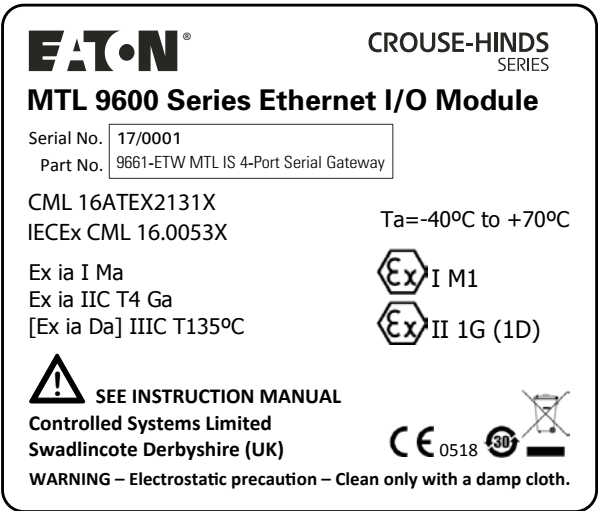 EATON®
CROUSE-HINDS
SERIES
MTL 9600 Series Ethernet I/O Module
Serial No. 17/0001
Part No. 9661-ETW MTL IS 4-Port Serial Gateway
CML 16ATEX2131X
IECEx CML 16.0053X
Ta=-40ºC to +70ºC
Ex ia I Ma
Ex ia IIC T4 Ga
[Ex ia Da] IIIC T135ºC
Ex I M1
Ex II 1G (1D)
SEE INSTRUCTION MANUAL
Controlled Systems Limited
Swadlincote Derbyshire (UK)
CE 0518 30
WARNING – Electrostatic precaution – Clean only with a damp cloth.